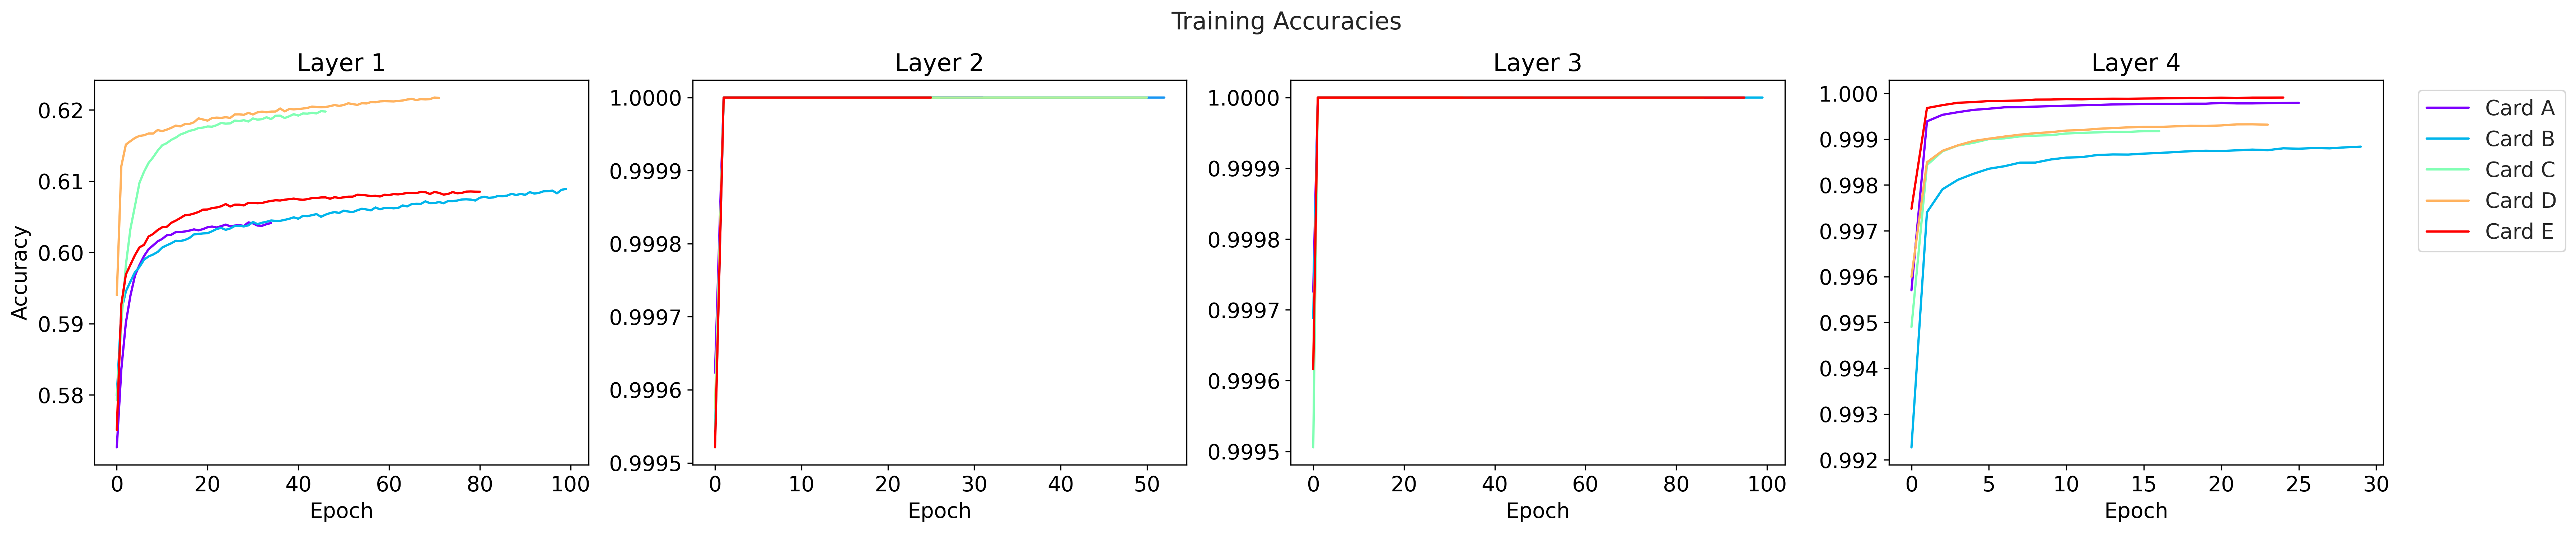 Training Accuracies
Layer 1
Accuracy
0.62
0.61
0.60
0.59
0.58
0 20 40 60 80 100
Epoch
Layer 2
1.0000
0.9999
0.9998
0.9997
0.9996
0.9995
0 10 20 30 40 50
Epoch
Layer 3
1.0000
0.9999
0.9998
0.9997
0.9996
0.9995
0 20 40 60 80 100
Epoch
Layer 4
1.000
0.999
0.998
0.997
0.996
0.995
0.994
0.993
0.992
0 5 10 15 20 25 30
Epoch
Card A
Card B
Card C
Card D
Card E